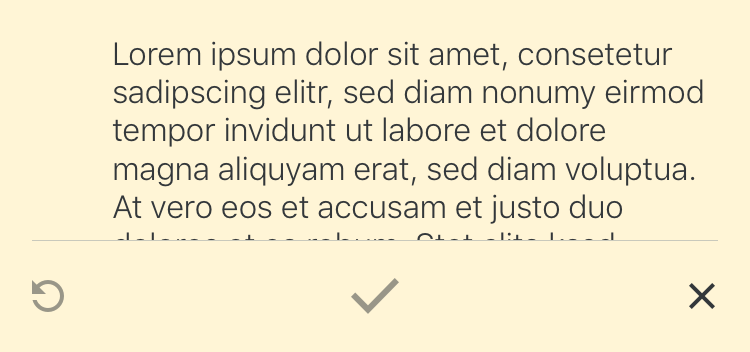 Lorem ipsum dolor sit amet, consetetur
sadipscing elitr, sed diam nonumy eirmod
tempor invidunt ut labore et dolore
magna aliquyam erat, sed diam voluptua.
At vero eos et accusam et justo duo